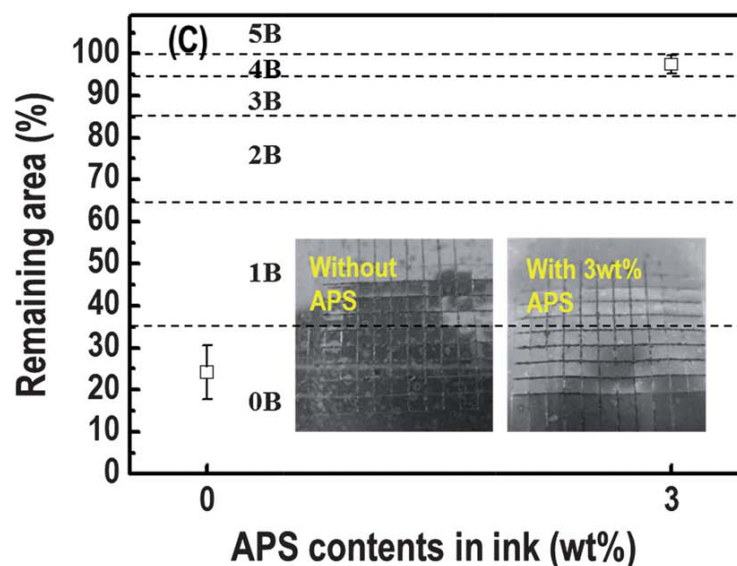 (C)
5B
4B
3B
2B
1B
0B
100
90
80
70
60
50
40
30
20
10
0
Remaining area (%)
Without
APS
With 3wt%
APS
0
3
APS contents in ink (wt%)